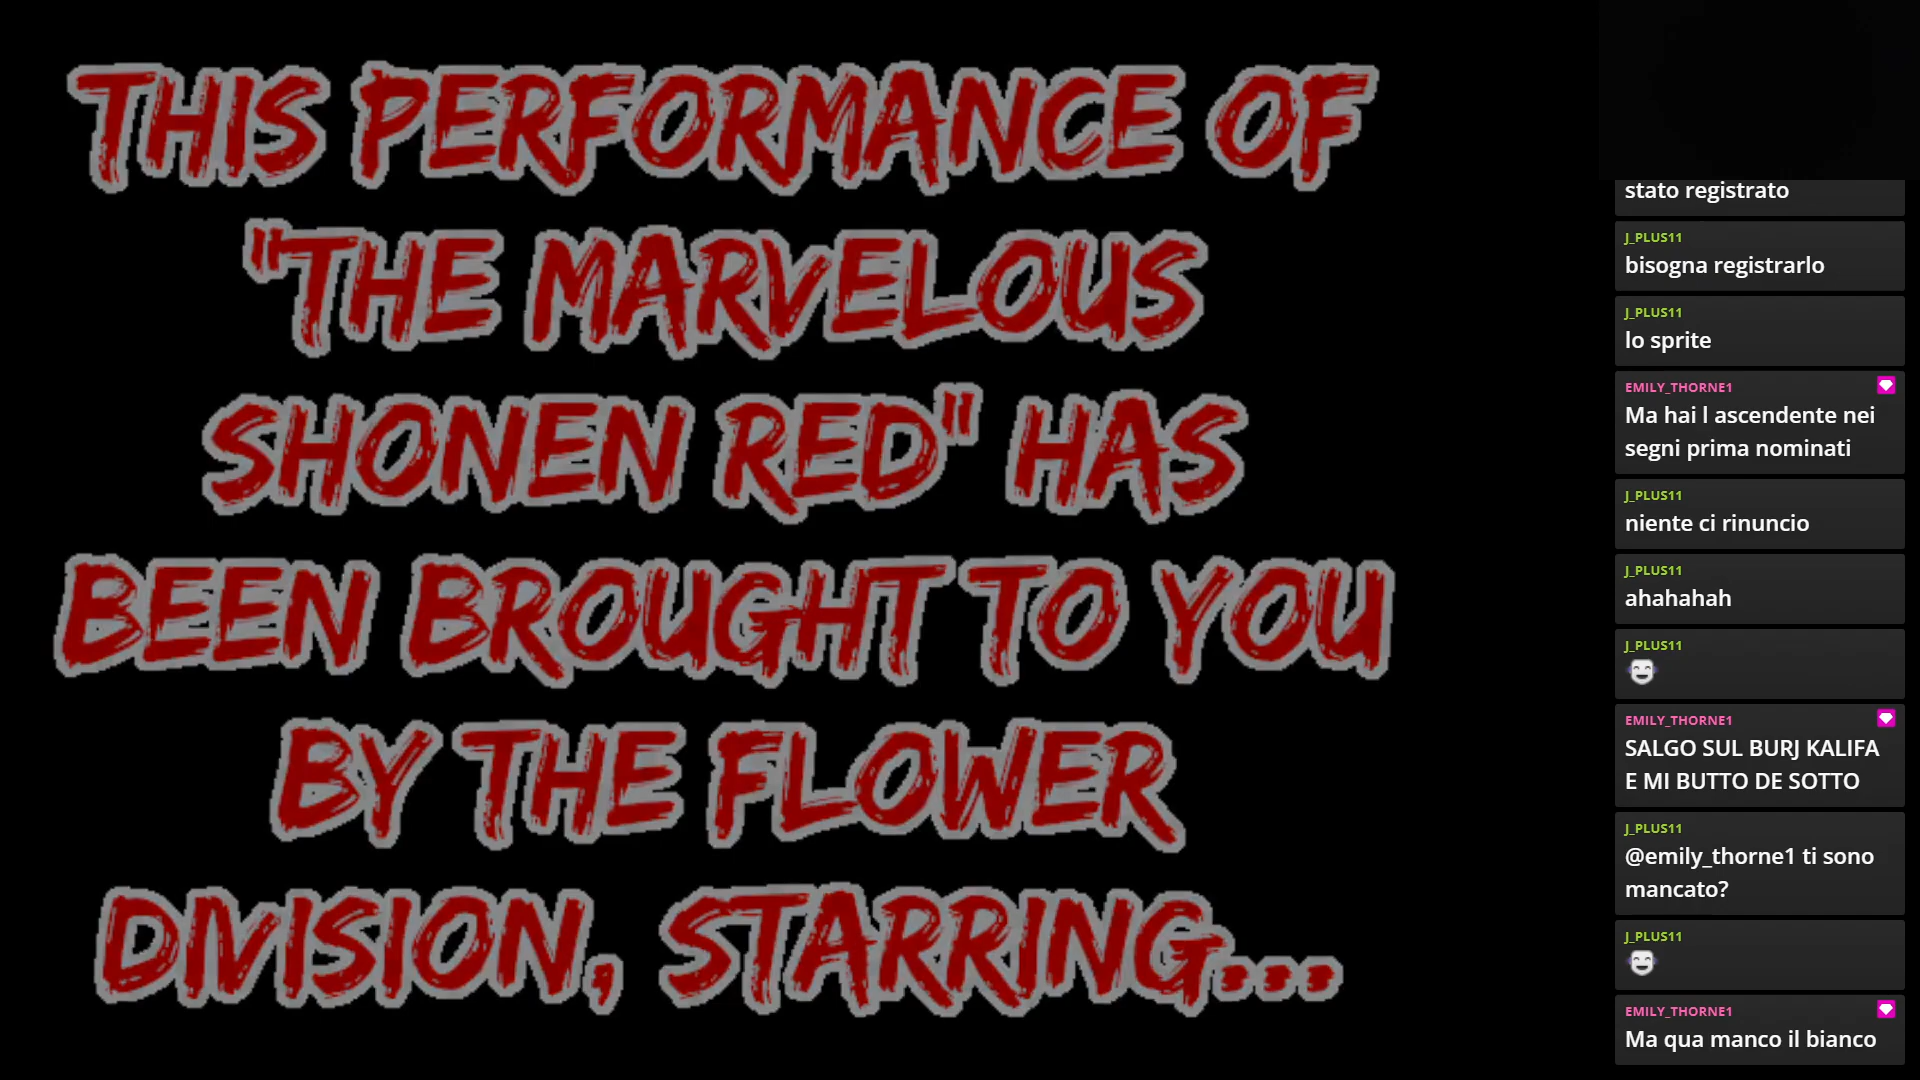 THIS PERFORMANCE OF
"THE MARVELOUS
SHONEN RED" HAS
BEEN BROUGHT TO YOU
BY THE FLOWER
DIVISION, STARRING...
stato registrato
J_PLUS11
bisogna registrarlo
J_PLUS11
lo sprite
EMILY_THORNE1
Ma hai l ascendente nei
segni prima nominati
J_PLUS11
niente ci rinuncio
J_PLUS11
ahahahah
J_PLUS11
EMILY_THORNE1
SALGO SUL BURJ KALIFA
E MI BUTTO DE SOTTO
J_PLUS11
@emily_thorne1 ti sono
mancato?
J_PLUS11
EMILY_THORNE1
Ma qua manco il bianco